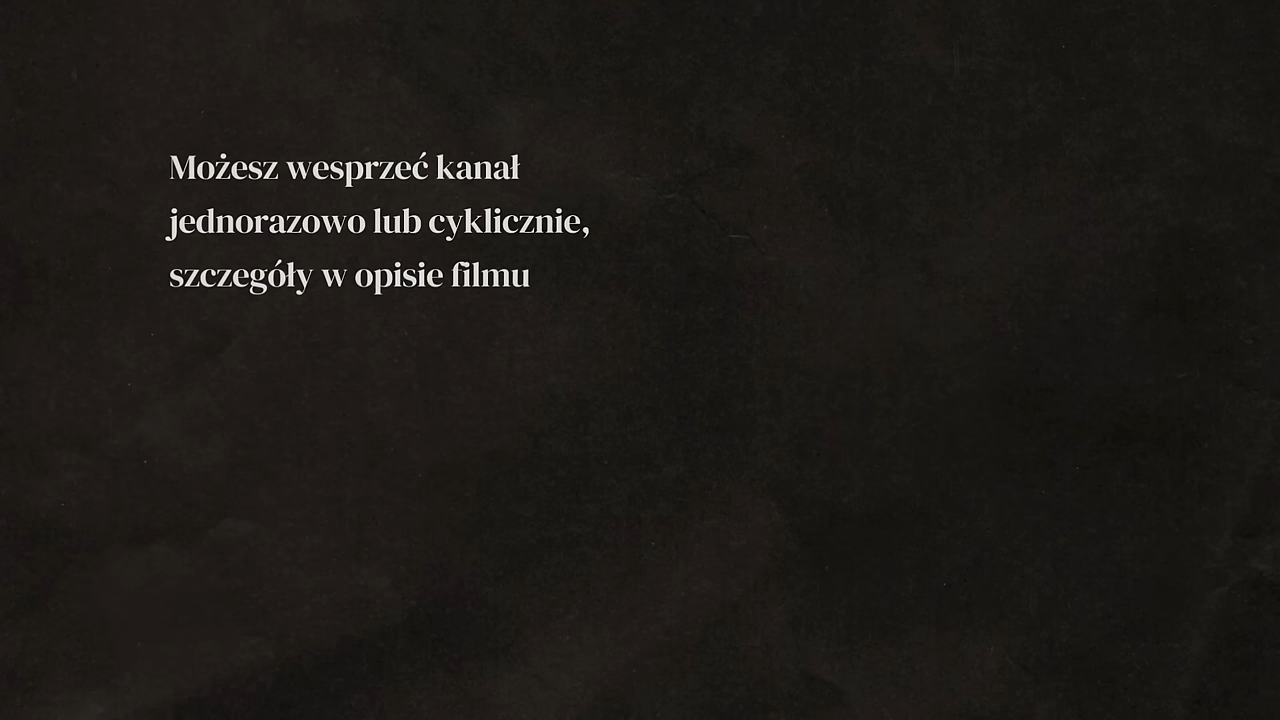 Możesz wesprzeć kanał
jednorazowo lub cyklicznie,
szczegóły w opisie filmu